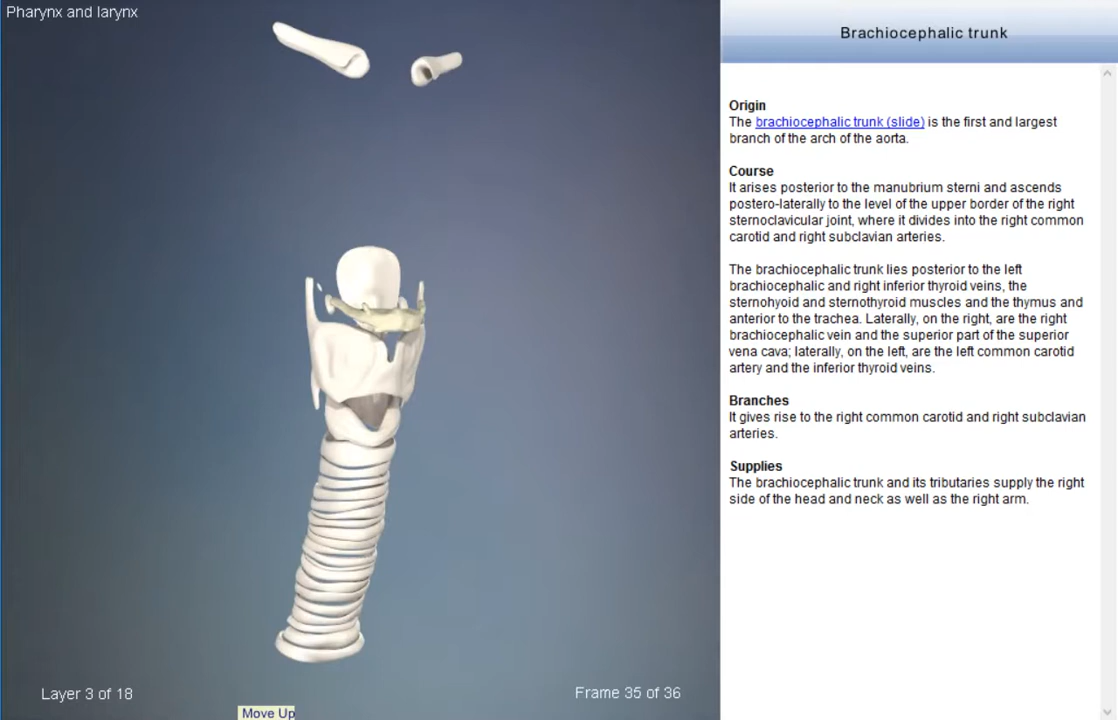 Pharynx and larynx
Brachiocephalic trunk
Origin
The brachiocephalic trunk (slide) is the first and largest
branch of the arch of the aorta.
Course
It arises posterior to the manubrium sterni and ascends
postero-laterally to the level of the upper border of the right
sternoclavicular joint, where it divides into the right common
carotid and right subclavian arteries.
The brachiocephalic trunk lies posterior to the left
brachiocephalic and right inferior thyroid veins, the
sternohyoid and sternothyroid muscles and the thymus and
anterior to the trachea. Laterally, on the right, are the right
brachiocephalic vein and the superior part of the superior
vena cava; laterally, on the left, are the left common carotid
artery and the inferior thyroid veins.
Branches
It gives rise to the right common carotid and right subclavian
arteries.
Supplies
The brachiocephalic trunk and its tributaries supply the right
side of the head and neck as well as the right arm.
Layer 3 of 18
Frame 35 of 36
Move Up